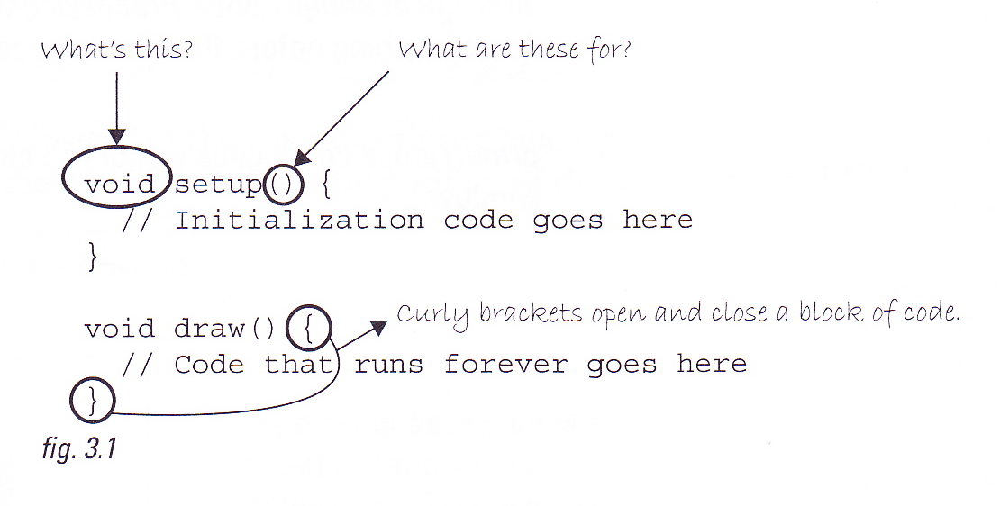 What's this?
What are these for?
void setup() {
// Initialization code goes here
}
void draw() {
Curly brackets open and close a block of code.
// Code that runs forever goes here
}
fig. 3.1